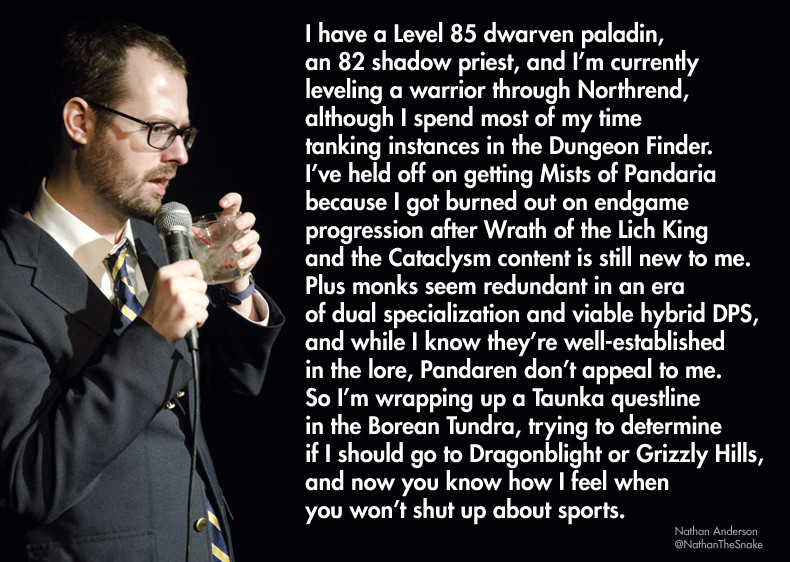 I have a Level 85 dwarven paladin,
an 82 shadow priest, and I’m currently
leveling a warrior through Northrend,
although I spend most of my time
tanking instances in the Dungeon Finder.
I’ve held off on getting Mists of Pandaria
because I got burned out on endgame
progression after Wrath of the Lich King
and the Cataclysm content is still new to me.
Plus monks seem redundant in an era
of dual specialization and viable hybrid DPS,
and while I know they’re well-established
in the lore, Pandaren don’t appeal to me.
So I’m wrapping up a Taunka questline
in the Borean Tundra, trying to determine
if I should go to Dragonblight or Grizzly Hills,
and now you know how I feel when
you won’t shut up about sports.
Nathan Anderson
@NathanTheSnake